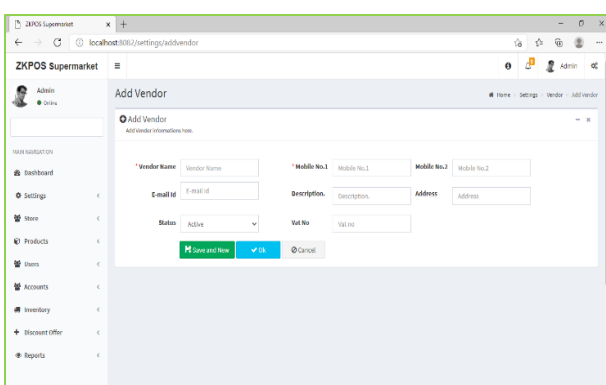 ZKPOS Supermarket
localhost:8082/settings/addvendor
ZKPOS Supermarket
Admin
Admin
Online
Add Vendor
Home > Settings > Vendor > Add Vendor
Add Vendor
Add Vendor informations here.
MAIN NAVIGATION
Dashboard
Settings
Store
Products
Users
Accounts
Inventory
Discount Offer
Reports
* Vendor Name Vendor Name * Mobile No.1 Mobile No.1 Mobile No.2 Mobile No.2
E-mail Id E-mail id Description. Description. Address Address
Status Active Vat No Vat no
Save and New Ok Cancel